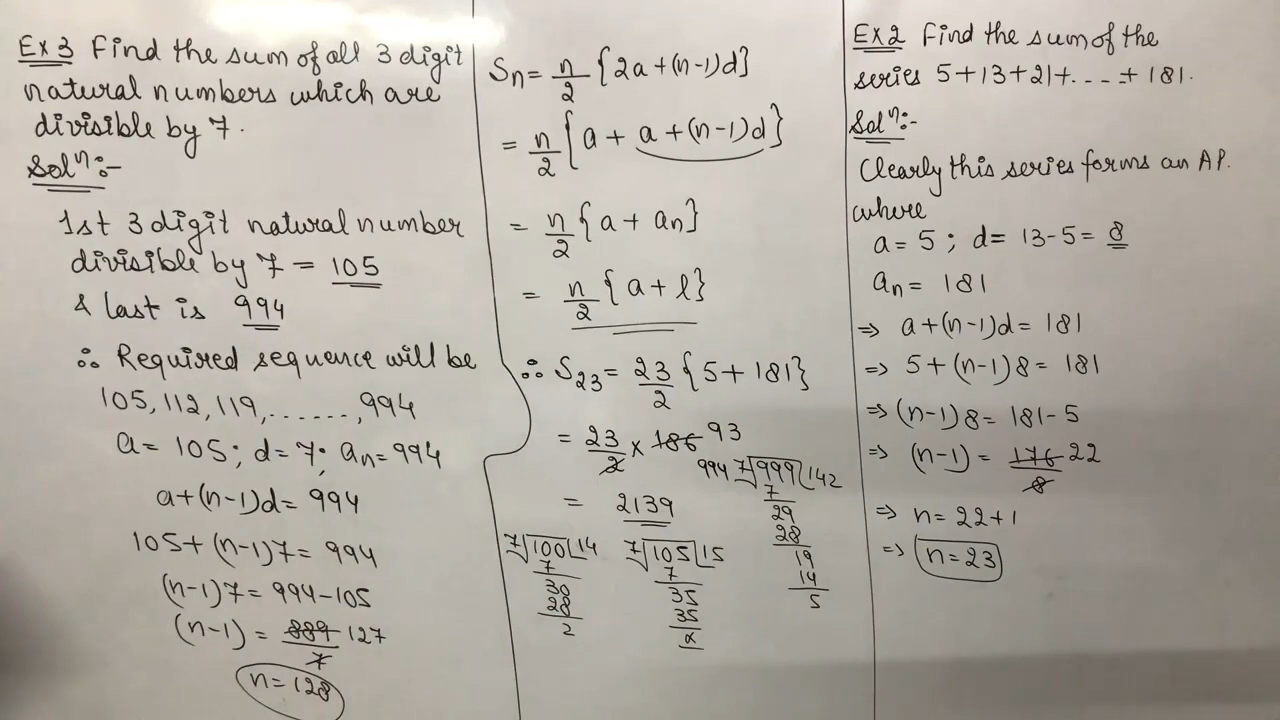 Ex 3 Find the sum of all 3 digit
natural numbers which are
divisible by 7.
Solⁿ:-
1st 3 digit natural number
divisible by 7 = 105
& last is 994
∴ Required sequence will be
105, 112, 119, ......., 994
a = 105; d = 7; aₙ = 994
a+(n-1)d = 994
105+(n-1)7 = 994
(n-1)7 = 994-105
(n-1) = 889/7 127
n = 128
Sₙ = n/2 {2a+(n-1)d}
= n/2 {a + a+(n-1)d}
= n/2 {a + aₙ}
= n/2 {a + l}
∴ S₂₃ = 23/2 {5 + 181}
= 23/2 × 186 93
= 2139
994 7)999(142
7
29
28
19
14
5
7)100(14
7
30
28
2
7)105(15
7
35
35
x
Ex 2 Find the sum of the
series 5+13+21+.....+ 181.
Solⁿ:-
Clearly this series forms an AP.
where
a = 5; d = 13-5 = 8
aₙ = 181
⇒ a+(n-1)d = 181
⇒ 5+(n-1)8 = 181
⇒ (n-1)8 = 181-5
⇒ (n-1) = 176/8 22
⇒ n = 22+1
⇒ n = 23